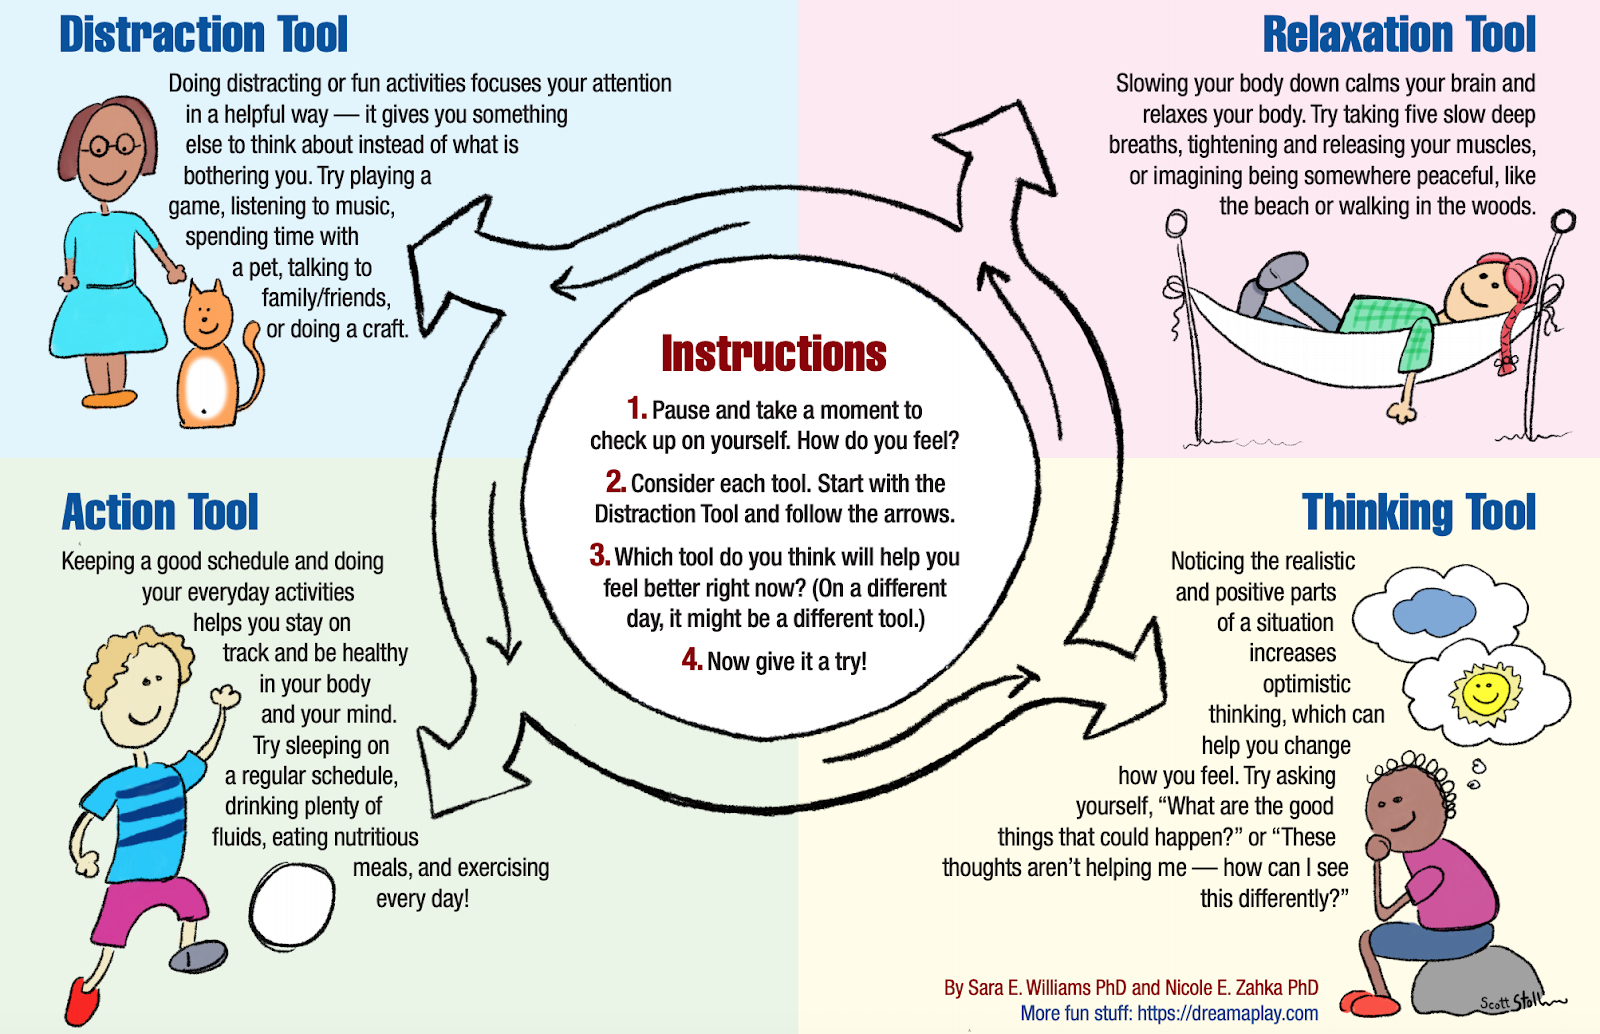 Distraction Tool
Doing distracting or fun activities focuses your attention
in a helpful way — it gives you something
else to think about instead of what is
bothering you. Try playing a
game, listening to music,
spending time with
a pet, talking to
family/friends,
or doing a craft.
Relaxation Tool
Slowing your body down calms your brain and
relaxes your body. Try taking five slow deep
breaths, tightening and releasing your muscles,
or imagining being somewhere peaceful, like
the beach or walking in the woods.
Instructions
1. Pause and take a moment to
check up on yourself. How do you feel?
2. Consider each tool. Start with the
Distraction Tool and follow the arrows.
3. Which tool do you think will help you
feel better right now? (On a different
day, it might be a different tool.)
4. Now give it a try!
Action Tool
Keeping a good schedule and doing
your everyday activities
helps you stay on
track and be healthy
in your body
and your mind.
Try sleeping on
a regular schedule,
drinking plenty of
fluids, eating nutritious
meals, and exercising
every day!
Thinking Tool
Noticing the realistic
and positive parts
of a situation
increases
optimistic
thinking, which can
help you change
how you feel. Try asking
yourself, “What are the good
things that could happen?” or “These
thoughts aren’t helping me — how can I see
this differently?”
By Sara E. Williams PhD and Nicole E. Zahka PhD
More fun stuff: https://dreamaplay.com
Scott